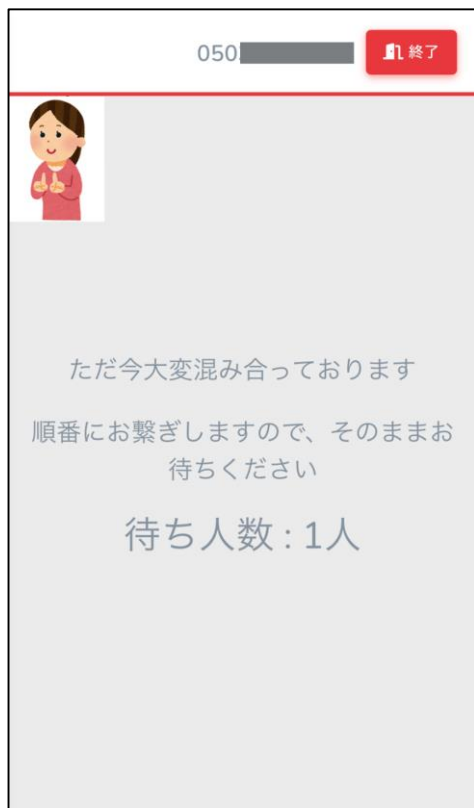 050
終了
ただ今大変混み合っております
順番にお繋ぎしますので、そのままお
待ちください
待ち人数 : 1人